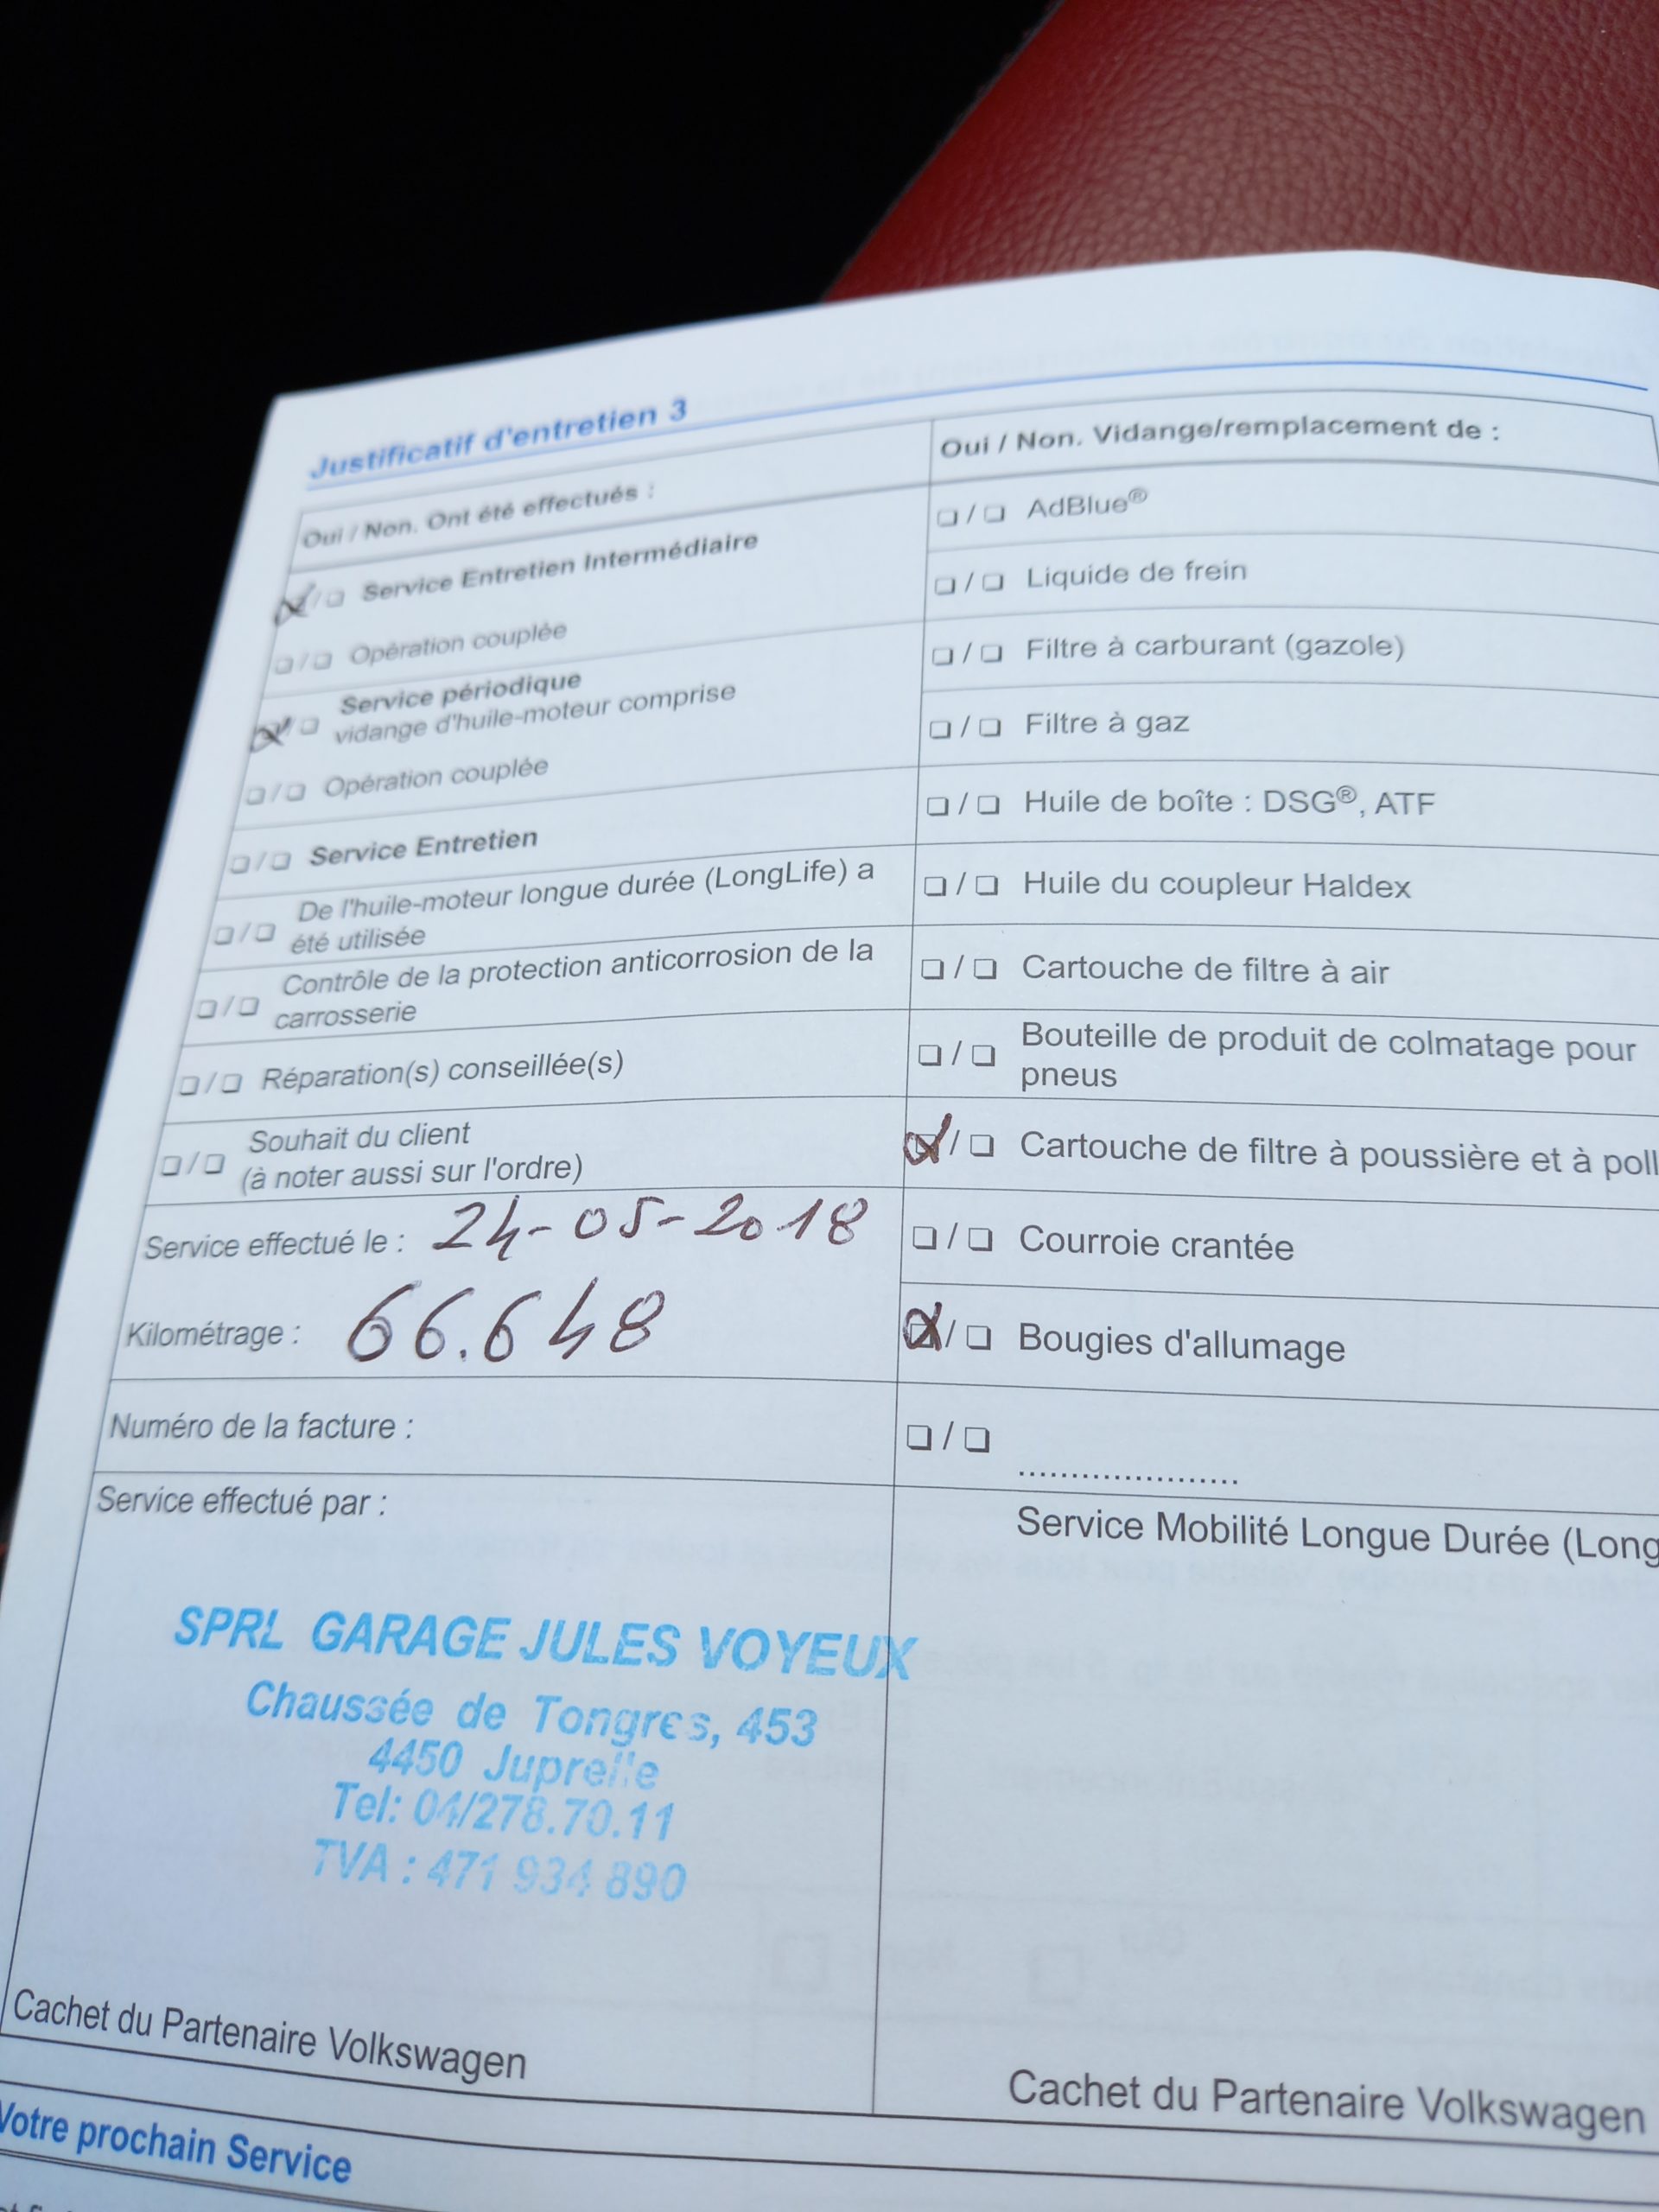 Justificatif d'entretien 3
Oui / Non. Ont été effectués :
Service Entretien Intermédiaire
Opération couplée
Service périodique
vidange d'huile-moteur comprise
Opération couplée
Service Entretien
De l'huile-moteur longue durée (LongLife) a
été utilisée
Contrôle de la protection anticorrosion de la
carrosserie
Réparation(s) conseillée(s)
Souhait du client
(à noter aussi sur l'ordre)
Service effectué le : 24-05-2018
Kilométrage : 66.648
Numéro de la facture :
Service effectué par :
SPRL GARAGE JULES VOYEUX
Chaussée de Tongres, 453
4450 Juprelle
Tel: 04/278.70.11
TVA : 471 934 890
Cachet du Partenaire Volkswagen
Oui / Non. Vidange/remplacement de :
AdBlue®
Liquide de frein
Filtre à carburant (gazole)
Filtre à gaz
Huile de boîte : DSG®, ATF
Huile du coupleur Haldex
Cartouche de filtre à air
Bouteille de produit de colmatage pour
pneus
Cartouche de filtre à poussière et à poll
Courroie crantée
Bougies d'allumage
.....................
Service Mobilité Longue Durée (Long
Cachet du Partenaire Volkswagen
Votre prochain Service